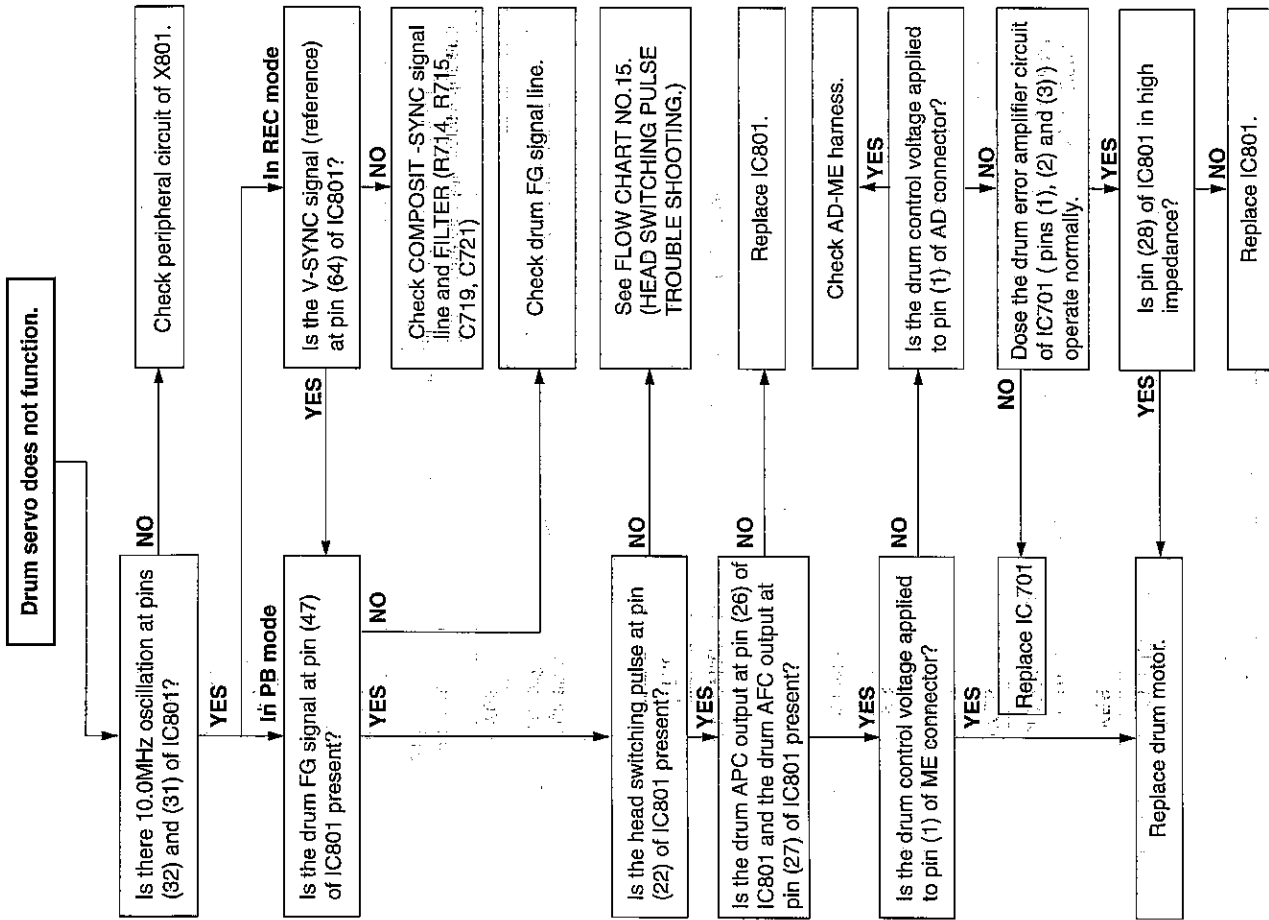 Drum servo does not function.
Is there 10.0MHz oscillation at pins
(32) and (31) of IC801?
NO
Check peripheral circuit of X801.
YES
In PB mode
In REC mode
Is the V-SYNC signal (reference)
at pin (64) of IC801?
YES
NO
Check COMPOSIT -SYNC signal
line and FILTER (R714, R715,
C719, C721)
Is the drum FG signal at pin (47)
of IC801 present?
NO
Check drum FG signal line.
YES
Is the head switching pulse at pin
(22) of IC801 present?
NO
See FLOW CHART NO.15.
(HEAD SWITCHING PULSE
TROUBLE SHOOTING.)
YES
Is the drum APC output at pin (26) of
IC801 and the drum AFC output at
pin (27) of IC801 present?
NO
Replace IC801.
YES
Is the drum control voltage applied
to pin (1) of ME connector?
NO
Is the drum control voltage applied
to pin (1) of AD connector?
YES
Check AD-ME harness.
NO
Dose the drum error amplifier circuit
of IC701 ( pins (1), (2) and (3) )
operate normally.
NO
Replace IC 701
YES
Is pin (28) of IC801 in high
impedance?
YES
NO
Replace IC801.
YES
Replace drum motor.